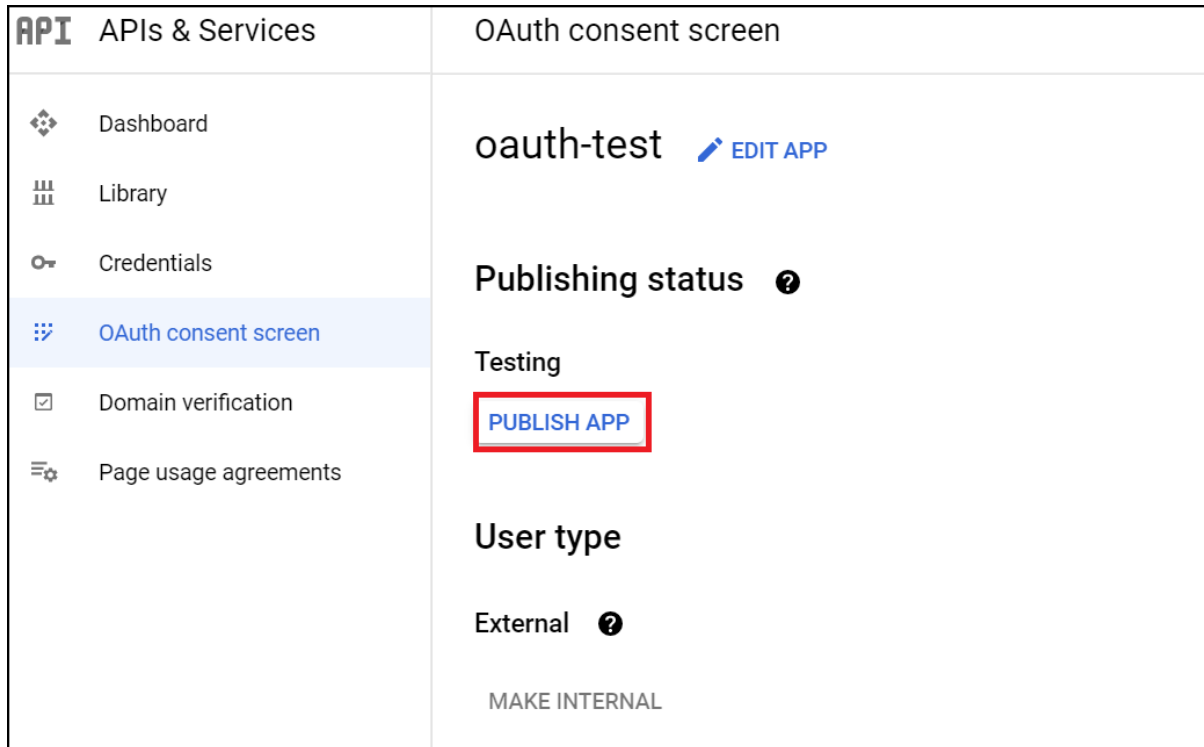 API APIs & Services
OAuth consent screen
Dashboard
Library
Credentials
OAuth consent screen
Domain verification
Page usage agreements
oauth-test EDIT APP
Publishing status ?
Testing
PUBLISH APP
User type
External ?
MAKE INTERNAL